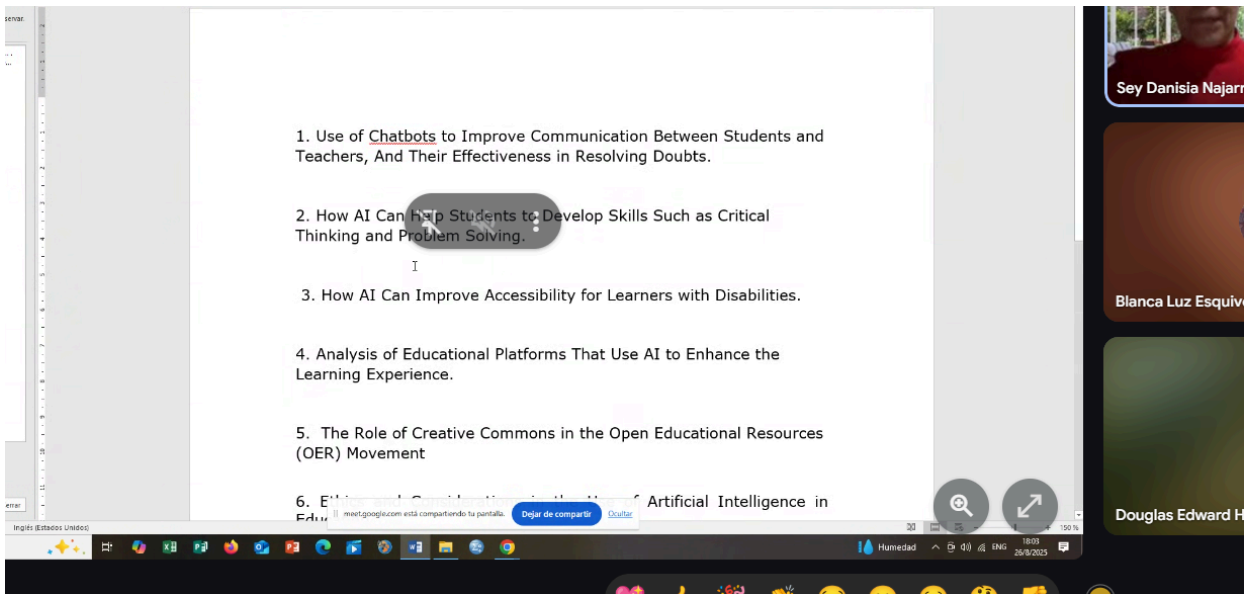 servar.
Sey Danisia Najarr
1. Use of Chatbots to Improve Communication Between Students and
Teachers, And Their Effectiveness in Resolving Doubts.
2. How AI Can Help Students to Develop Skills Such as Critical
Thinking and Problem Solving.
Blanca Luz Esquiv
3. How AI Can Improve Accessibility for Learners with Disabilities.
4. Analysis of Educational Platforms That Use AI to Enhance the
Learning Experience.
5. The Role of Creative Commons in the Open Educational Resources
(OER) Movement
6. Artificial Intelligence in
meet.google.com está compartiendo tu pantalla. Dejar de compartir Ocultar
Douglas Edward H
Inglés (Estados Unidos)
150 %
Humedad ENG 18:03
26/8/2025